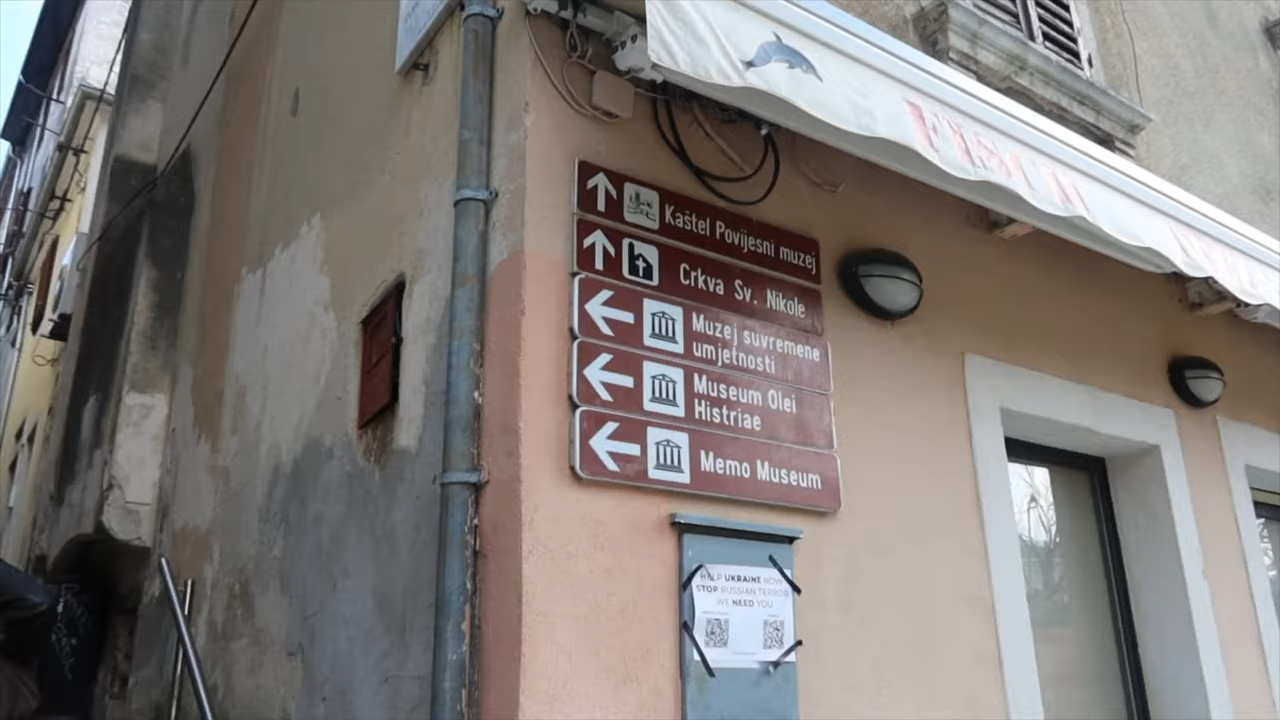 Kaštel Povijesni muzej
Crkva Sv. Nikole
Muzej suvremene
umjetnosti
Museum Olei
Histriae
Memo Museum
HELP UKRAINE NOW
STOP RUSSIAN TERROR
WE NEED YOU